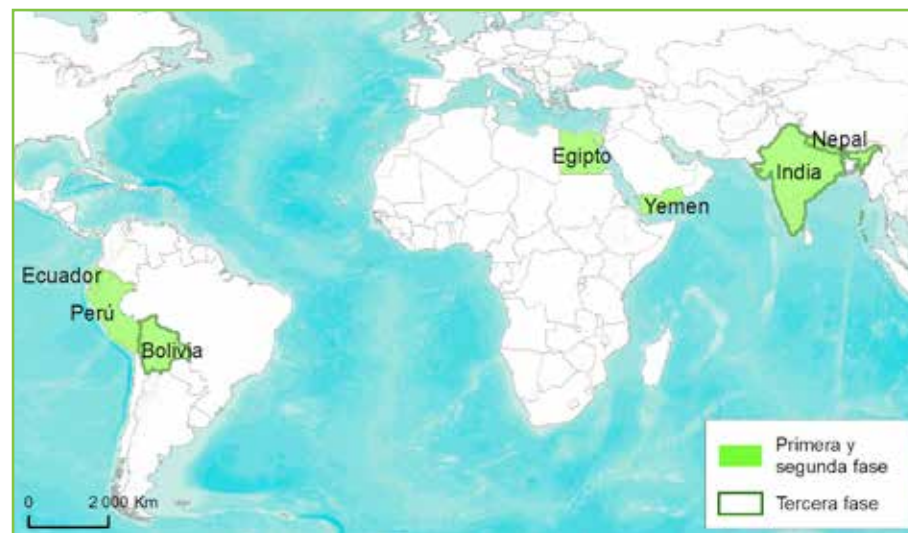 Nepal
Egipto
India
Yemen
Ecuador
Perú
Bolivia
Primera y
segunda fase
0 2 000 Km
Tercera fase